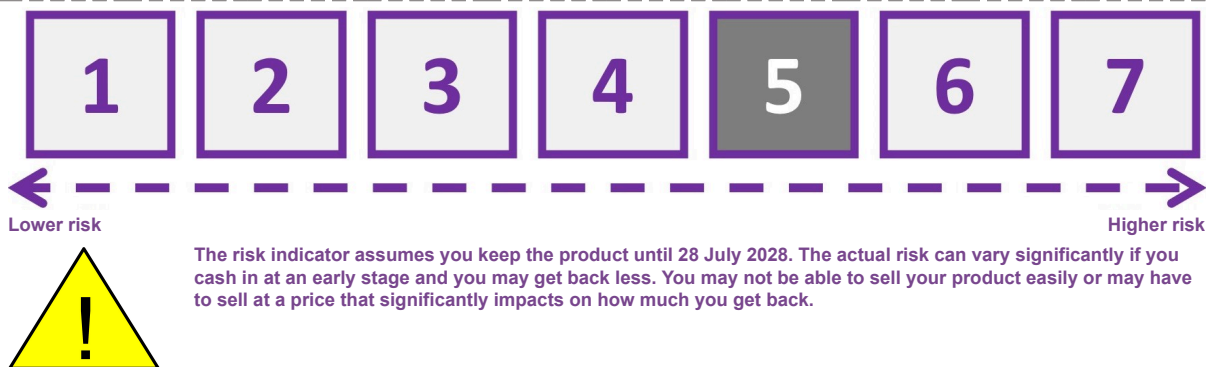 1 2 3 4 5 6 7
Lower risk Higher risk
The risk indicator assumes you keep the product until 28 July 2028. The actual risk can vary significantly if you
cash in at an early stage and you may get back less. You may not be able to sell your product easily or may have
to sell at a price that significantly impacts on how much you get back.
!